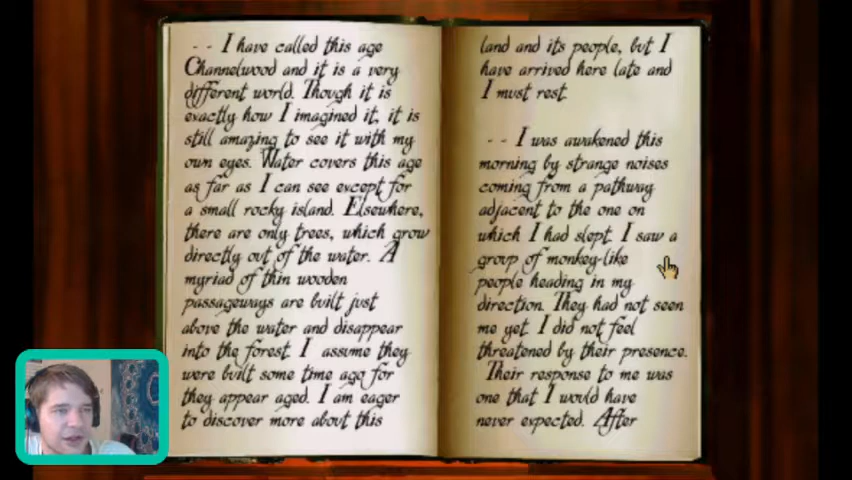 -- I have called this age
Channelwood and it is a very
different world. Though it is
exactly how I imagined it, it is
still amazing to see it with my
own eyes. Water covers this age
as far as I can see except for
a small rocky island. Elsewhere,
there are only trees, which grow
directly out of the water. A
myriad of thin wooden
passageways are built just
above the water and disappear
into the forest. I assume they
were built some time ago for
they appear aged. I am eager
to discover more about this
land and its people, but I
have arrived here late and
I must rest.
-- I was awakened this
morning by strange noises
coming from a pathway
adjacent to the one on
which I had slept. I saw a
group of monkey-like
people heading in my
direction. They had not seen
me yet. I did not feel
threatened by their presence.
Their response to me was
one that I would have
never expected. After